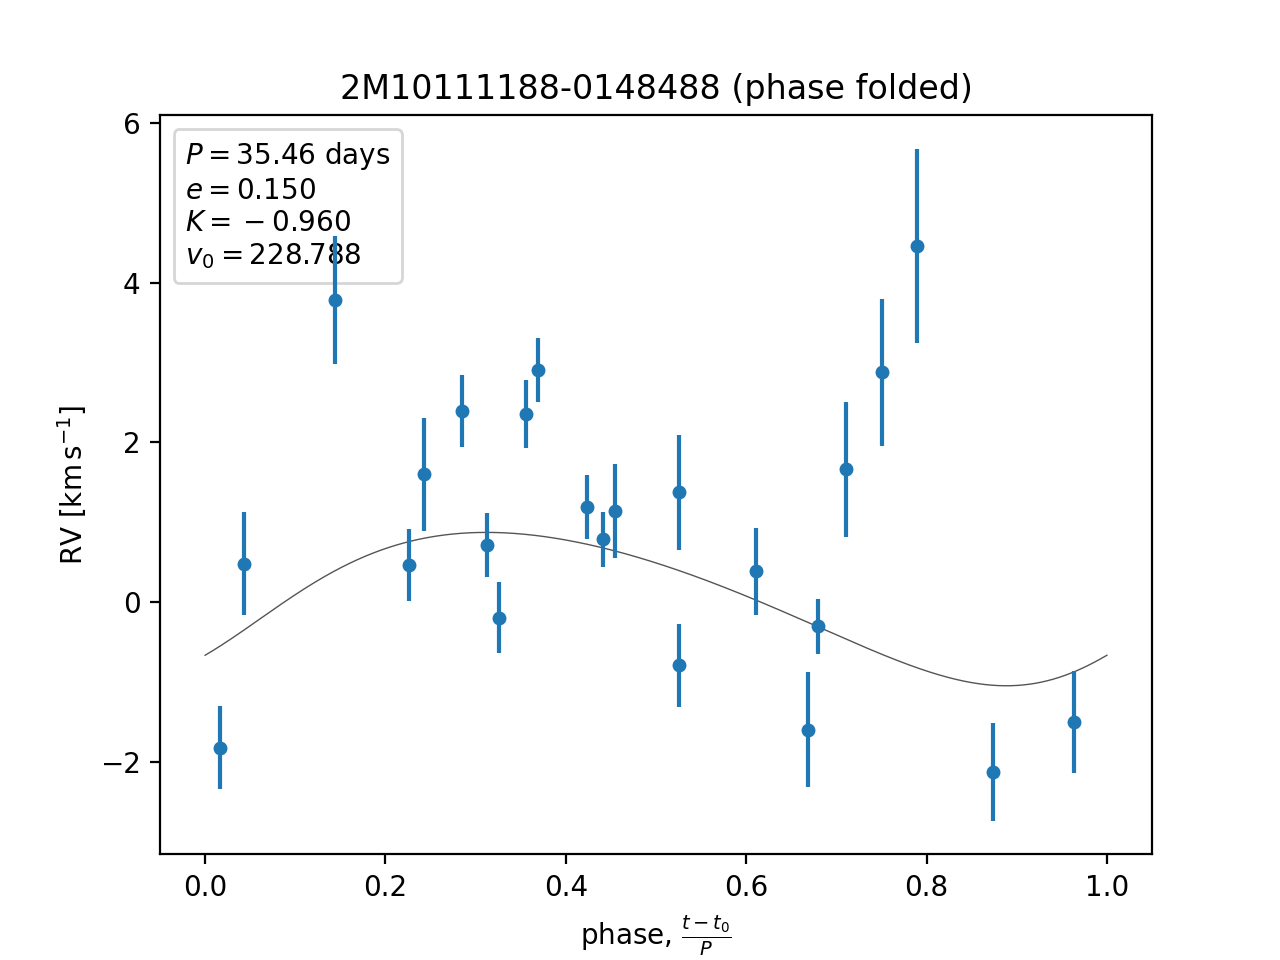 2M10111188-0148488 (phase folded)
P = 35.46 days
e = 0.150
K = −0.960
v₀ = 228.788
6
4
2
0
−2
RV [km s⁻¹]
0.0 0.2 0.4 0.6 0.8 1.0
phase, (t − t₀)/P